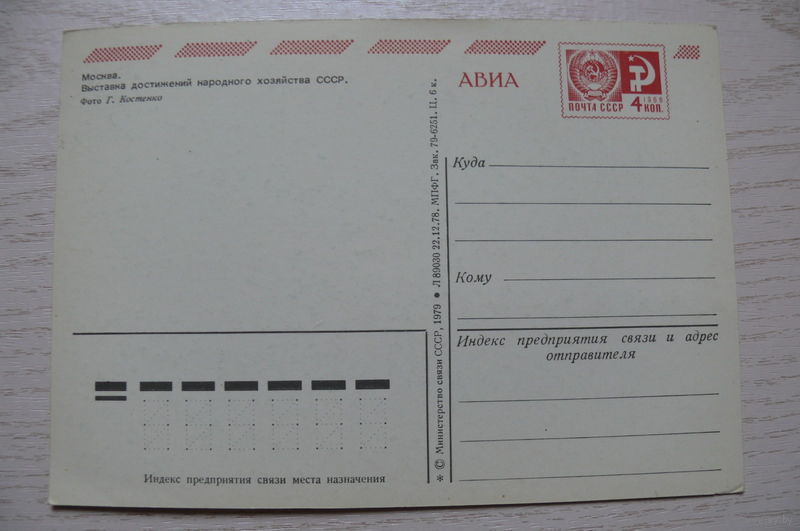 Москва.
Выставка достижений народного хозяйства СССР.
Фото Г. Костенко
АВИА
ПОЧТА СССР
1966
4 КОП.
Куда
Кому
Индекс предприятия связи и адрес
отправителя
* © Министерство связи СССР, 1979 ● Л 89030 22.12.78. МПФГ. Зак. 79-6251. Ц. 6 к.
Индекс предприятия связи места назначения